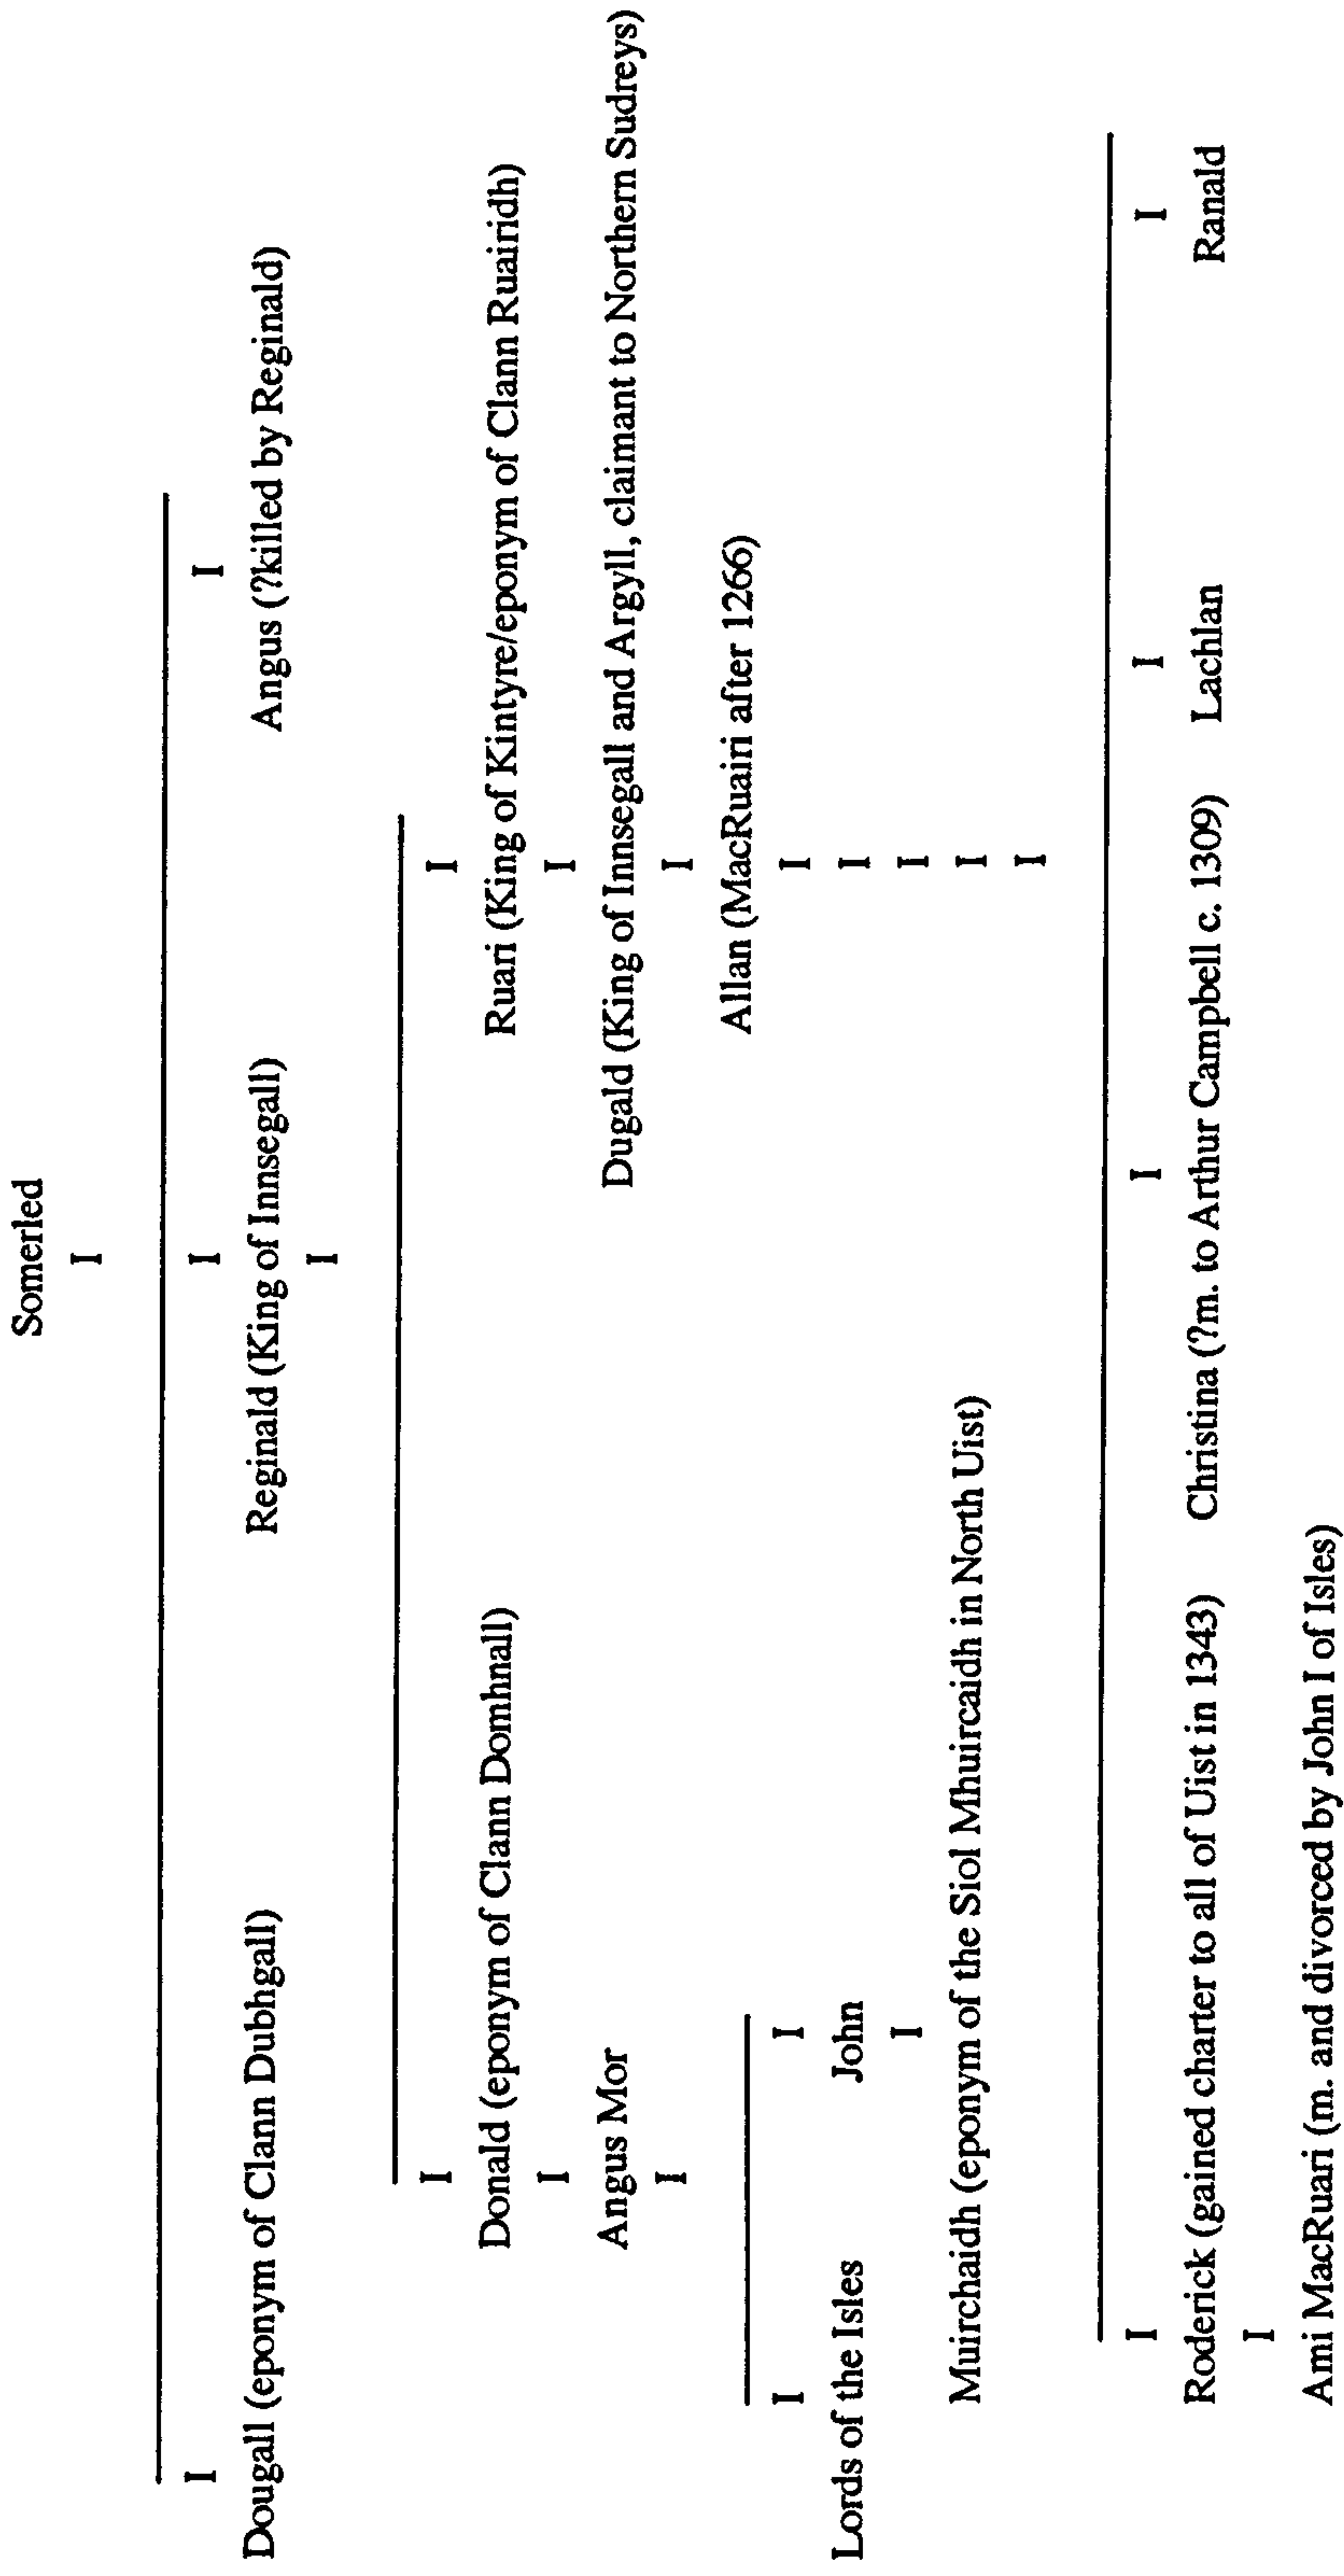 Somerled
Dougall (eponym of Clann Dubhgall) Reginald (King of Innsegall) Angus (?killed by Reginald)
Donald (eponym of Clann Domhnall) Ruari (King of Kintyre/eponym of Clann Ruairidh)
Angus Mor Dugald (King of Innsegall and Argyll, claimant to Northern Sudreys)
Allan (MacRuairi after 1266)
Lords of the Isles John
Muirchaidh (eponym of the Siol Mhuircaidh in North Uist)
Roderick (gained charter to all of Uist in 1343) Christina (?m. to Arthur Campbell c. 1309) Lachlan Ranald
Ami MacRuari (m. and divorced by John I of Isles)